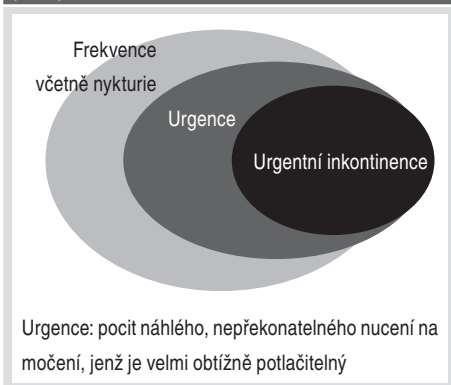 Frekvence
včetně nykturie
Urgence
Urgentní inkontinence
Urgence: pocit náhlého, nepřekonatelného nucení na
močení, jenž je velmi obtížně potlačitelný